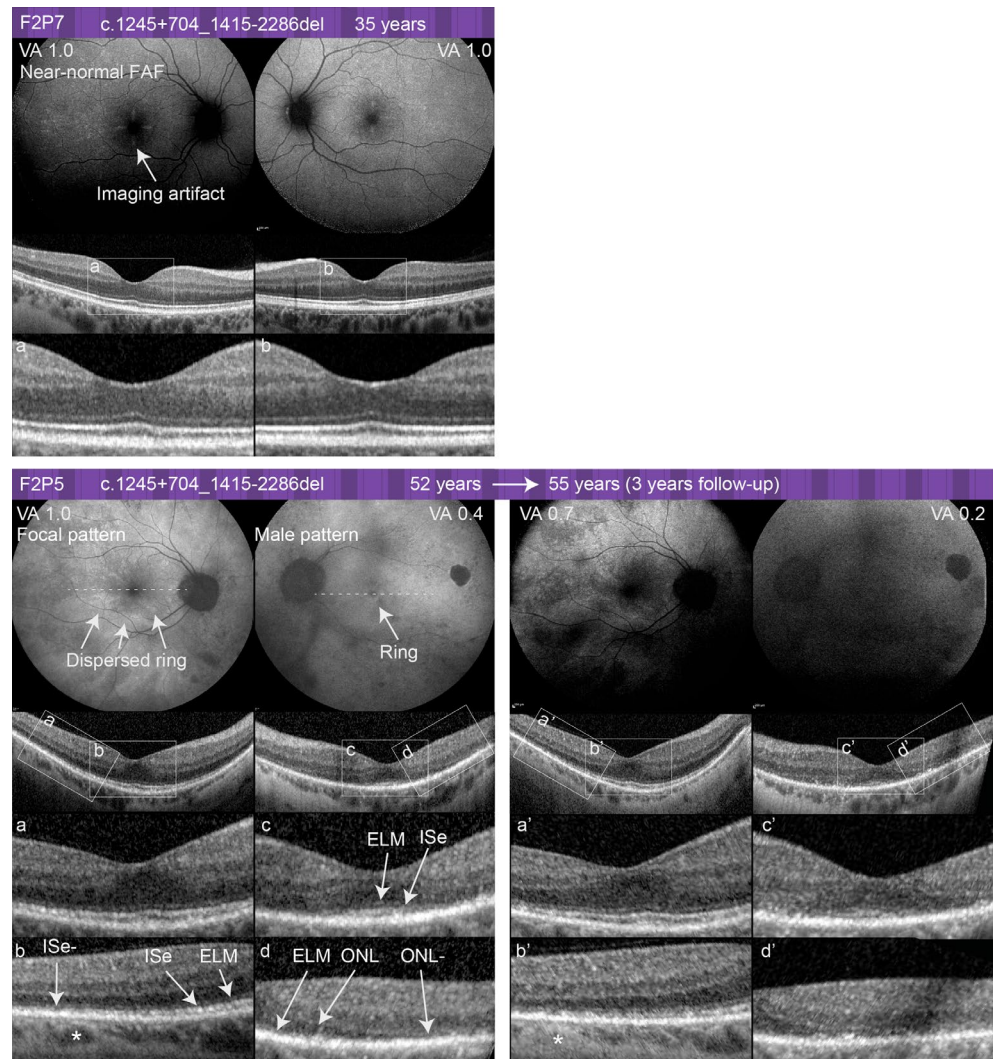 F2P7 c.1245+704_1415-2286del 35 years
VA 1.0 VA 1.0
Near-normal FAF
Imaging artifact
a b
a b
F2P5 c.1245+704_1415-2286del 52 years → 55 years (3 years follow-up)
VA 1.0 VA 0.4 VA 0.7 VA 0.2
Focal pattern Male pattern
Dispersed ring Ring
a b c d a' b' c' d'
a c ELM ISe a' c'
b ISe- ISe ELM d ELM ONL ONL- b' d'
* *